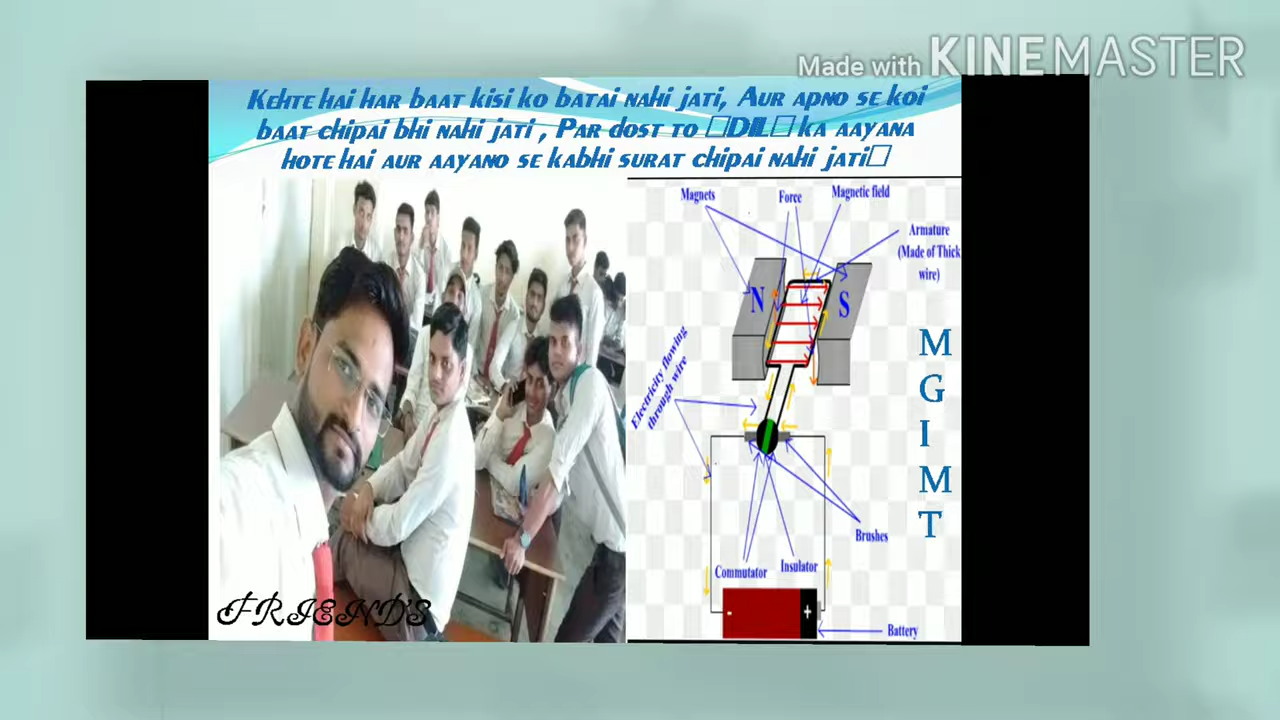 Made with KINEMASTER
Kehte hai har baat kisi ko batai nahi jati, Aur apno se koi
baat chipai bhi nahi jati , Par dost to □DIL□ ka aayana
hote hai aur aayano se kabhi surat chipai nahi jati□
Magnets
Force
Magnetic field
Armature
(Made of Thick
wire)
N
S
Electricity flowing
through wire
M
G
I
M
T
Brushes
Commutator
Insulator
-
+
Battery
FRIEND'S